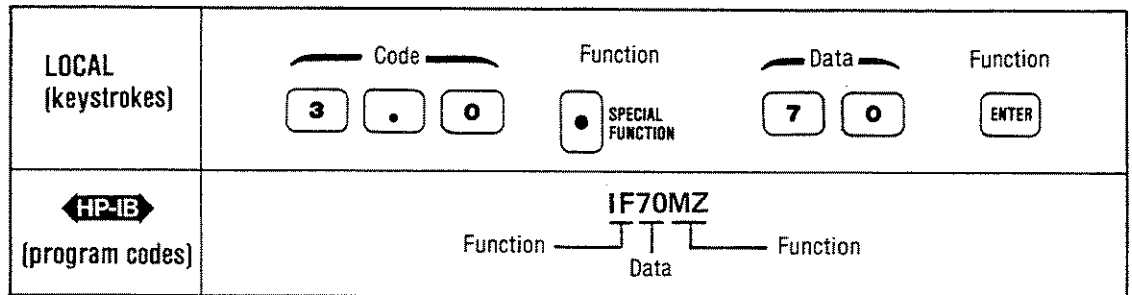 LOCAL
(keystrokes)
Code Function Data Function
3 . 0 SPECIAL FUNCTION 7 0 ENTER
HP-IB
(program codes)
IF70MZ
Function Function
Data